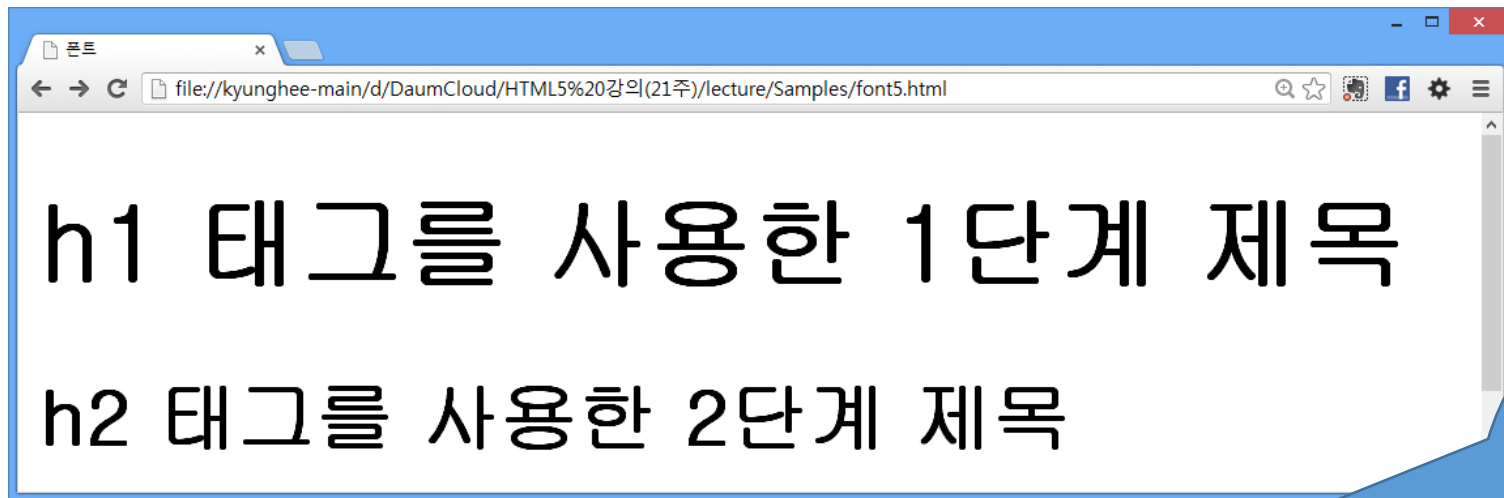 폰트
file://kyunghee-main/d/DaumCloud/HTML5%20강의(21주)/lecture/Samples/font5.html
h1 태그를 사용한 1단계 제목
h2 태그를 사용한 2단계 제목